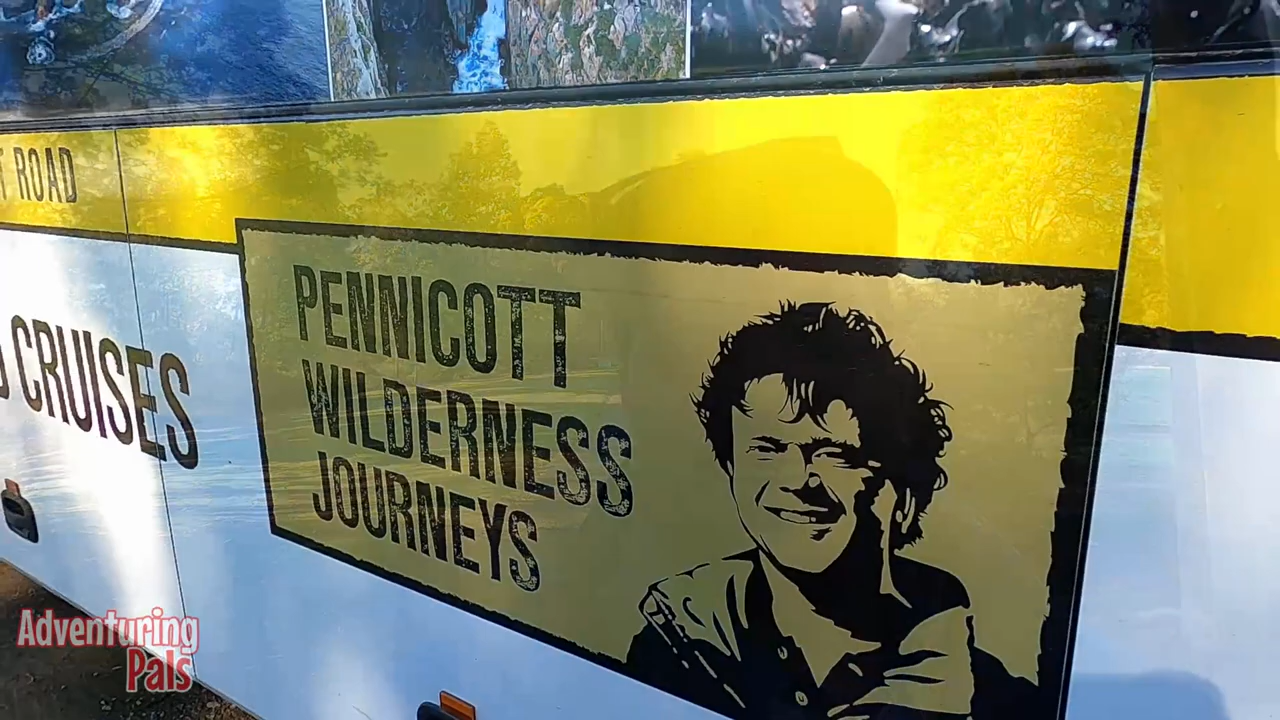 ROAD
CRUISES
PENNICOTT
WILDERNESS
JOURNEYS
Adventuring
Pals